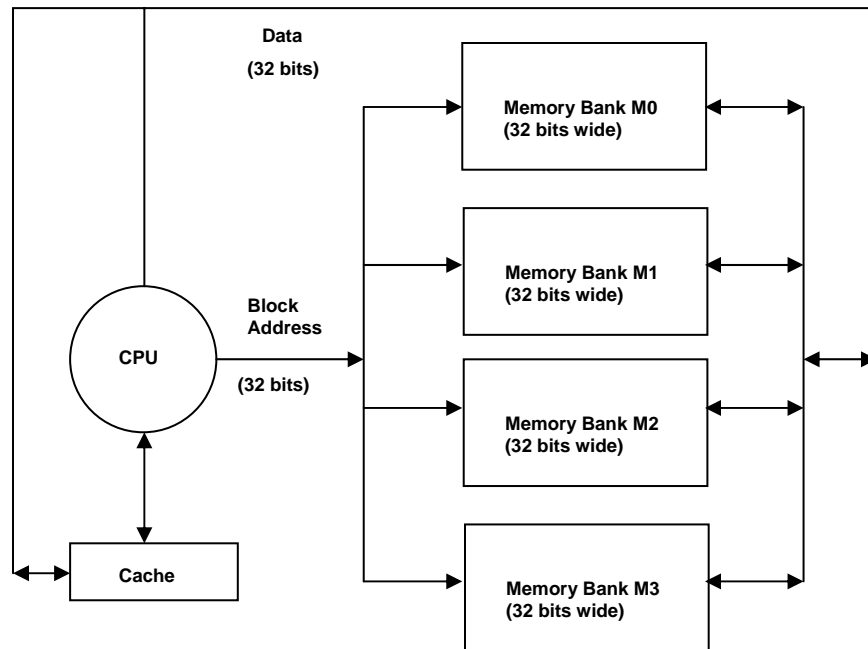 Data
(32 bits)
Memory Bank M0
(32 bits wide)
Memory Bank M1
(32 bits wide)
Block
Address
CPU
(32 bits)
Memory Bank M2
(32 bits wide)
Cache
Memory Bank M3
(32 bits wide)